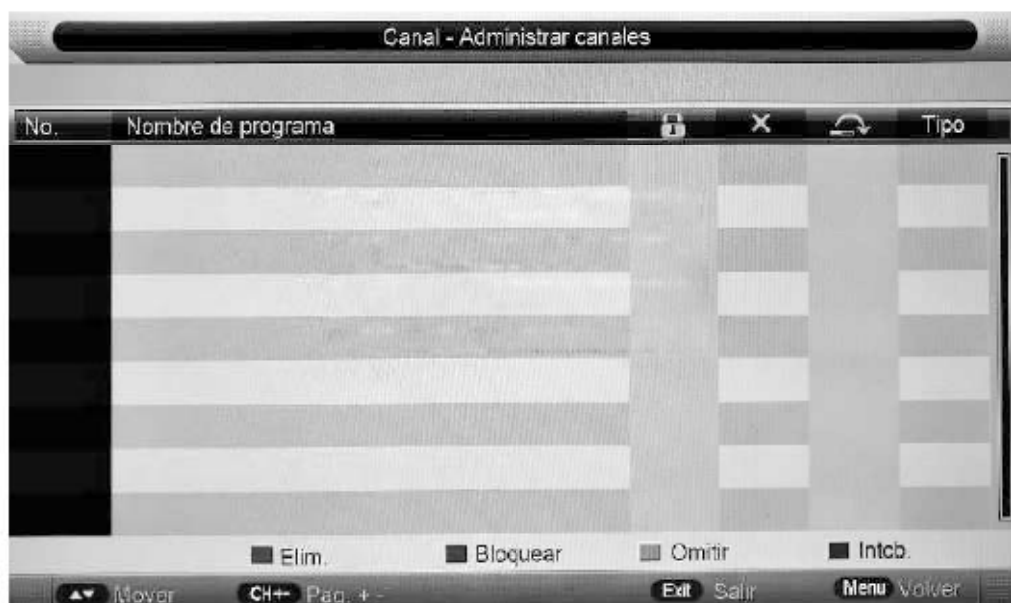 Canal - Administrar canales
No. Nombre de programa Tipo
Elim. Bloquear Omitir Intcb.
Mover CH+- Pag. + - Exit Salir Menu Volver